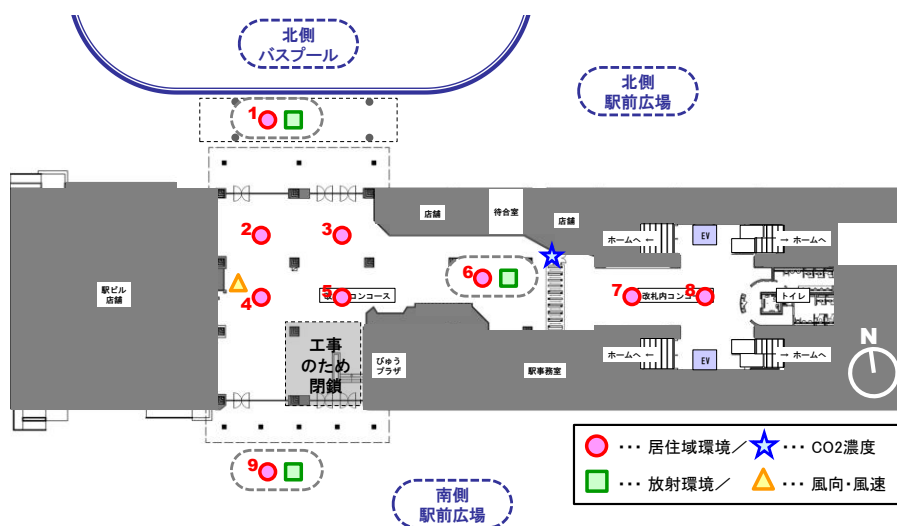 北側
バスプール
北側
駅前広場
1
店舗
待合室
店舗
2
3
ホームへ ←
EV
→ ホームへ
駅ビル
店舗
4
5
コンコース
6
7
改札内コンコー
8
トイレ
工事
のため
閉鎖
びゅう
プラザ
駅事務室
ホームへ ←
EV
→ ホームへ
N
9
南側
駅前広場
… 居住域環境／
… CO2濃度
… 放射環境／
… 風向・風速